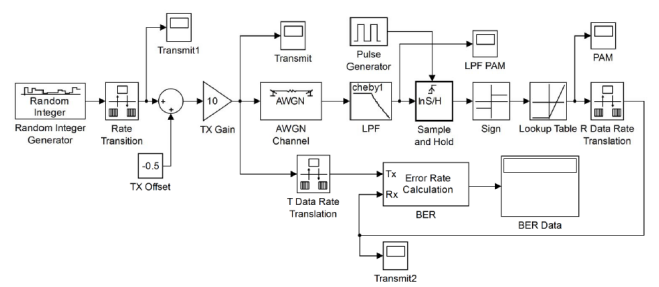 Transmit1
Transmit
Pulse
Generator
LPF PAM
PAM
Random
Integer
Random Integer
Generator
Rate
Transition
+
+
-0.5
TX Offset
10
TX Gain
AWGN
AWGN
Channel
cheby1
LPF
In S/H
Sample
and Hold
Sign
Lookup Table
R Data Rate
Translation
T Data Rate
Translation
Tx
Rx
Error Rate
Calculation
BER
BER Data
Transmit2